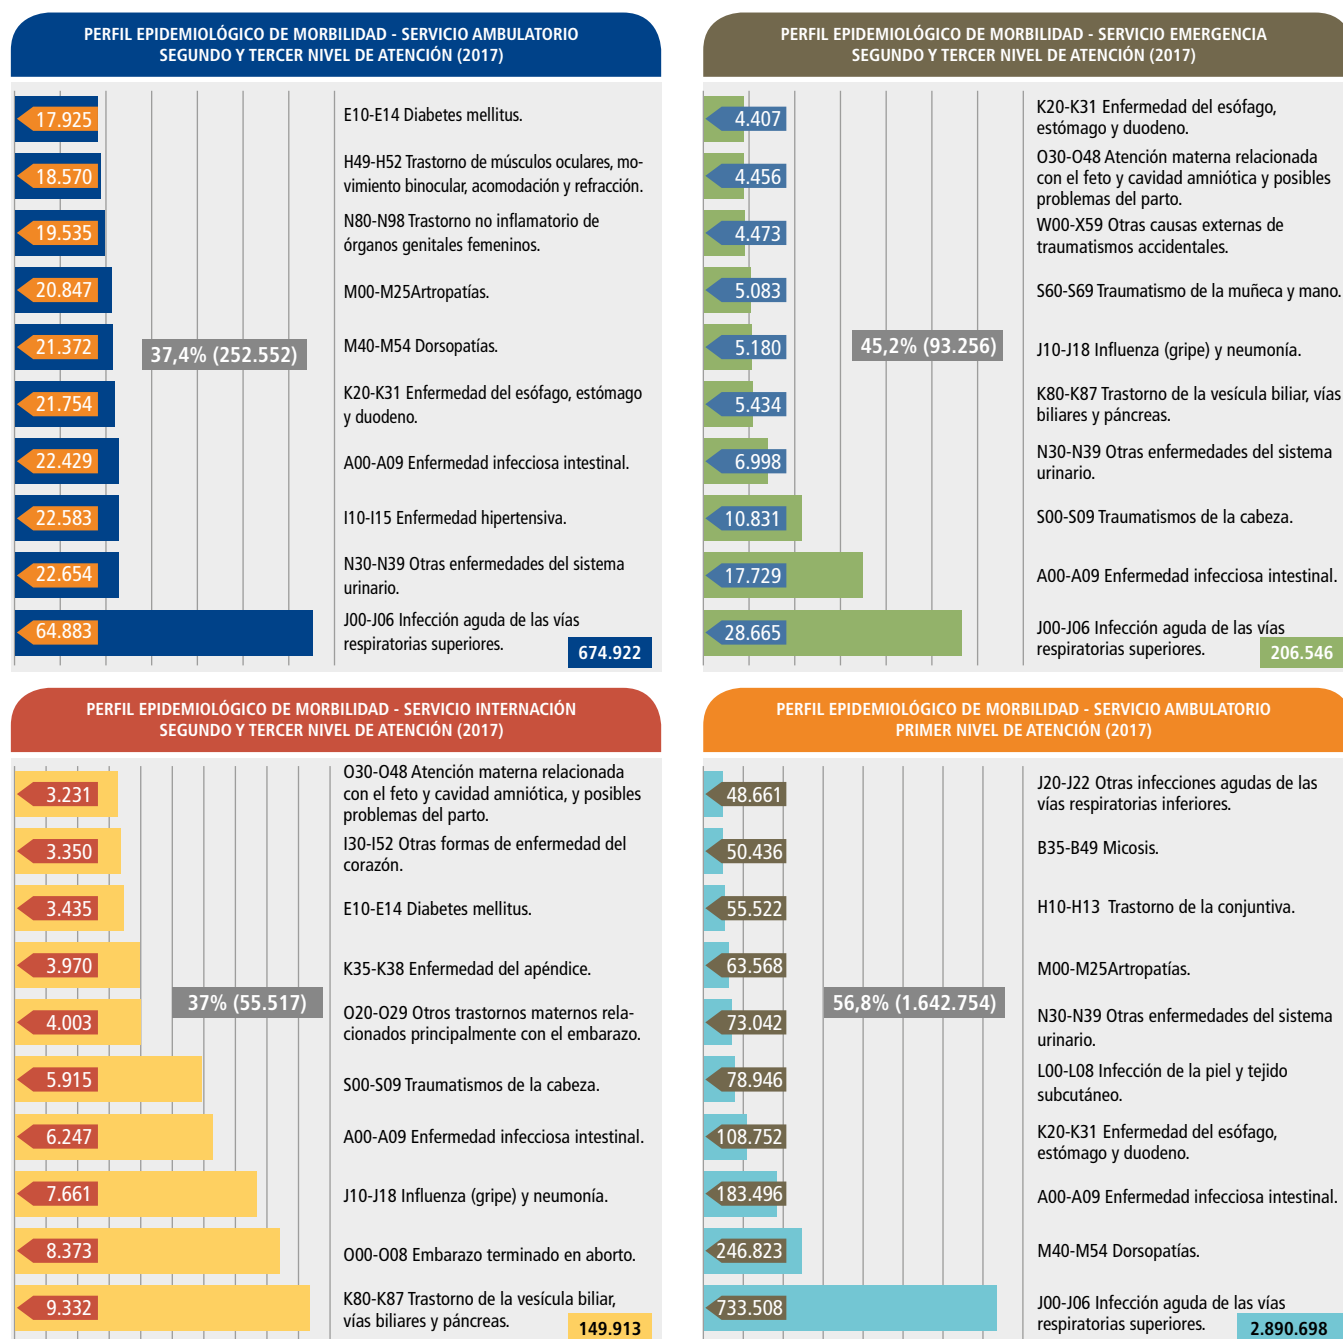 PERFIL EPIDEMIOLÓGICO DE MORBILIDAD - SERVICIO AMBULATORIO
SEGUNDO Y TERCER NIVEL DE ATENCIÓN (2017)
17.925
E10-E14 Diabetes mellitus.
18.570
H49-H52 Trastorno de músculos oculares, mo-
vimiento binocular, acomodación y refracción.
19.535
N80-N98 Trastorno no inflamatorio de
órganos genitales femeninos.
20.847
M00-M25Artropatías.
21.372
37,4% (252.552)
M40-M54 Dorsopatías.
21.754
K20-K31 Enfermedad del esófago, estómago
y duodeno.
22.429
A00-A09 Enfermedad infecciosa intestinal.
22.583
I10-I15 Enfermedad hipertensiva.
22.654
N30-N39 Otras enfermedades del sistema
urinario.
64.883
J00-J06 Infección aguda de las vías
respiratorias superiores.
674.922
PERFIL EPIDEMIOLÓGICO DE MORBILIDAD - SERVICIO EMERGENCIA
SEGUNDO Y TERCER NIVEL DE ATENCIÓN (2017)
4.407
K20-K31 Enfermedad del esófago,
estómago y duodeno.
4.456
O30-O48 Atención materna relacionada
con el feto y cavidad amniótica y posibles
problemas del parto.
4.473
W00-X59 Otras causas externas de
traumatismos accidentales.
5.083
S60-S69 Traumatismo de la muñeca y mano.
5.180
45,2% (93.256)
J10-J18 Influenza (gripe) y neumonía.
5.434
K80-K87 Trastorno de la vesícula biliar, vías
biliares y páncreas.
6.998
N30-N39 Otras enfermedades del sistema
urinario.
10.831
S00-S09 Traumatismos de la cabeza.
17.729
A00-A09 Enfermedad infecciosa intestinal.
28.665
J00-J06 Infección aguda de las vías
respiratorias superiores.
206.546
PERFIL EPIDEMIOLÓGICO DE MORBILIDAD - SERVICIO INTERNACIÓN
SEGUNDO Y TERCER NIVEL DE ATENCIÓN (2017)
3.231
O30-O48 Atención materna relacionada
con el feto y cavidad amniótica, y posibles
problemas del parto.
3.350
I30-I52 Otras formas de enfermedad del
corazón.
3.435
E10-E14 Diabetes mellitus.
3.970
K35-K38 Enfermedad del apéndice.
4.003
37% (55.517)
O20-O29 Otros trastornos maternos rela-
cionados principalmente con el embarazo.
5.915
S00-S09 Traumatismos de la cabeza.
6.247
A00-A09 Enfermedad infecciosa intestinal.
7.661
J10-J18 Influenza (gripe) y neumonía.
8.373
O00-O08 Embarazo terminado en aborto.
9.332
K80-K87 Trastorno de la vesícula biliar,
vías biliares y páncreas.
149.913
PERFIL EPIDEMIOLÓGICO DE MORBILIDAD - SERVICIO AMBULATORIO
PRIMER NIVEL DE ATENCIÓN (2017)
48.661
J20-J22 Otras infecciones agudas de las
vías respiratorias inferiores.
50.436
B35-B49 Micosis.
55.522
H10-H13 Trastorno de la conjuntiva.
63.568
M00-M25Artropatías.
73.042
56,8% (1.642.754)
N30-N39 Otras enfermedades del sistema
urinario.
78.946
L00-L08 Infección de la piel y tejido
subcutáneo.
108.752
K20-K31 Enfermedad del esófago,
estómago y duodeno.
183.496
A00-A09 Enfermedad infecciosa intestinal.
246.823
M40-M54 Dorsopatías.
733.508
J00-J06 Infección aguda de las vías
respiratorias superiores.
2.890.698